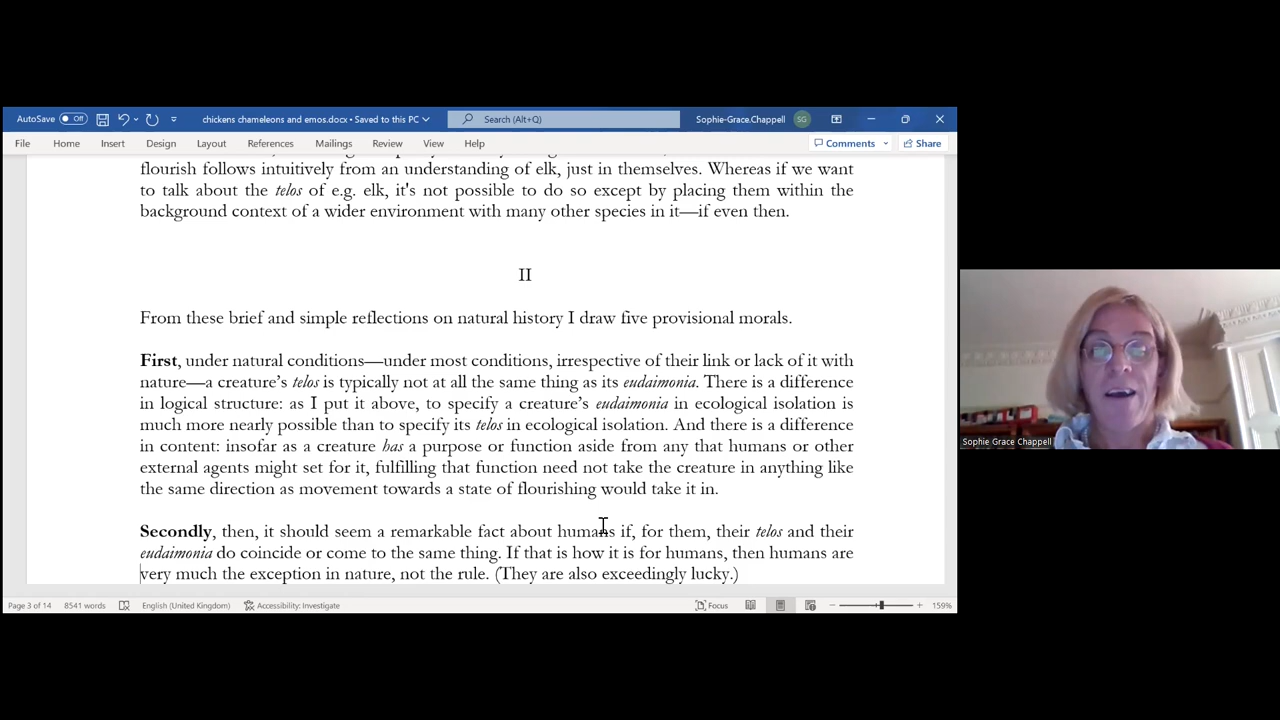 AutoSave Off chickens chameleons and emos.docx • Saved to this PC Search (Alt+Q) Sophie-Grace.Chappell SG
File Home Insert Design Layout References Mailings Review View Help Comments Share
flourish follows intuitively from an understanding of elk, just in themselves. Whereas if we want
to talk about the telos of e.g. elk, it's not possible to do so except by placing them within the
background context of a wider environment with many other species in it—if even then.
II
From these brief and simple reflections on natural history I draw five provisional morals.
First, under natural conditions—under most conditions, irrespective of their link or lack of it with
nature—a creature’s telos is typically not at all the same thing as its eudaimonia. There is a difference
in logical structure: as I put it above, to specify a creature’s eudaimonia in ecological isolation is
much more nearly possible than to specify its telos in ecological isolation. And there is a difference
in content: insofar as a creature has a purpose or function aside from any that humans or other
external agents might set for it, fulfilling that function need not take the creature in anything like
the same direction as movement towards a state of flourishing would take it in.
Secondly, then, it should seem a remarkable fact about humans if, for them, their telos and their
eudaimonia do coincide or come to the same thing. If that is how it is for humans, then humans are
very much the exception in nature, not the rule. (They are also exceedingly lucky.)
Page 3 of 14 8541 words English (United Kingdom) Accessibility: Investigate Focus 159%
Sophie Grace Chappell